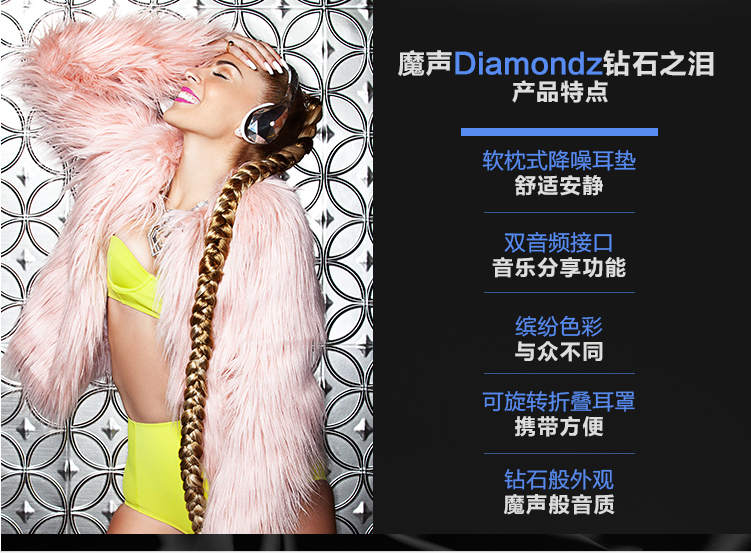 魔声Diamondz钻石之泪
产品特点
软枕式降噪耳垫
舒适安静
双音频接口
音乐分享功能
缤纷色彩
与众不同
可旋转折叠耳罩
携带方便
钻石般外观
魔声般音质